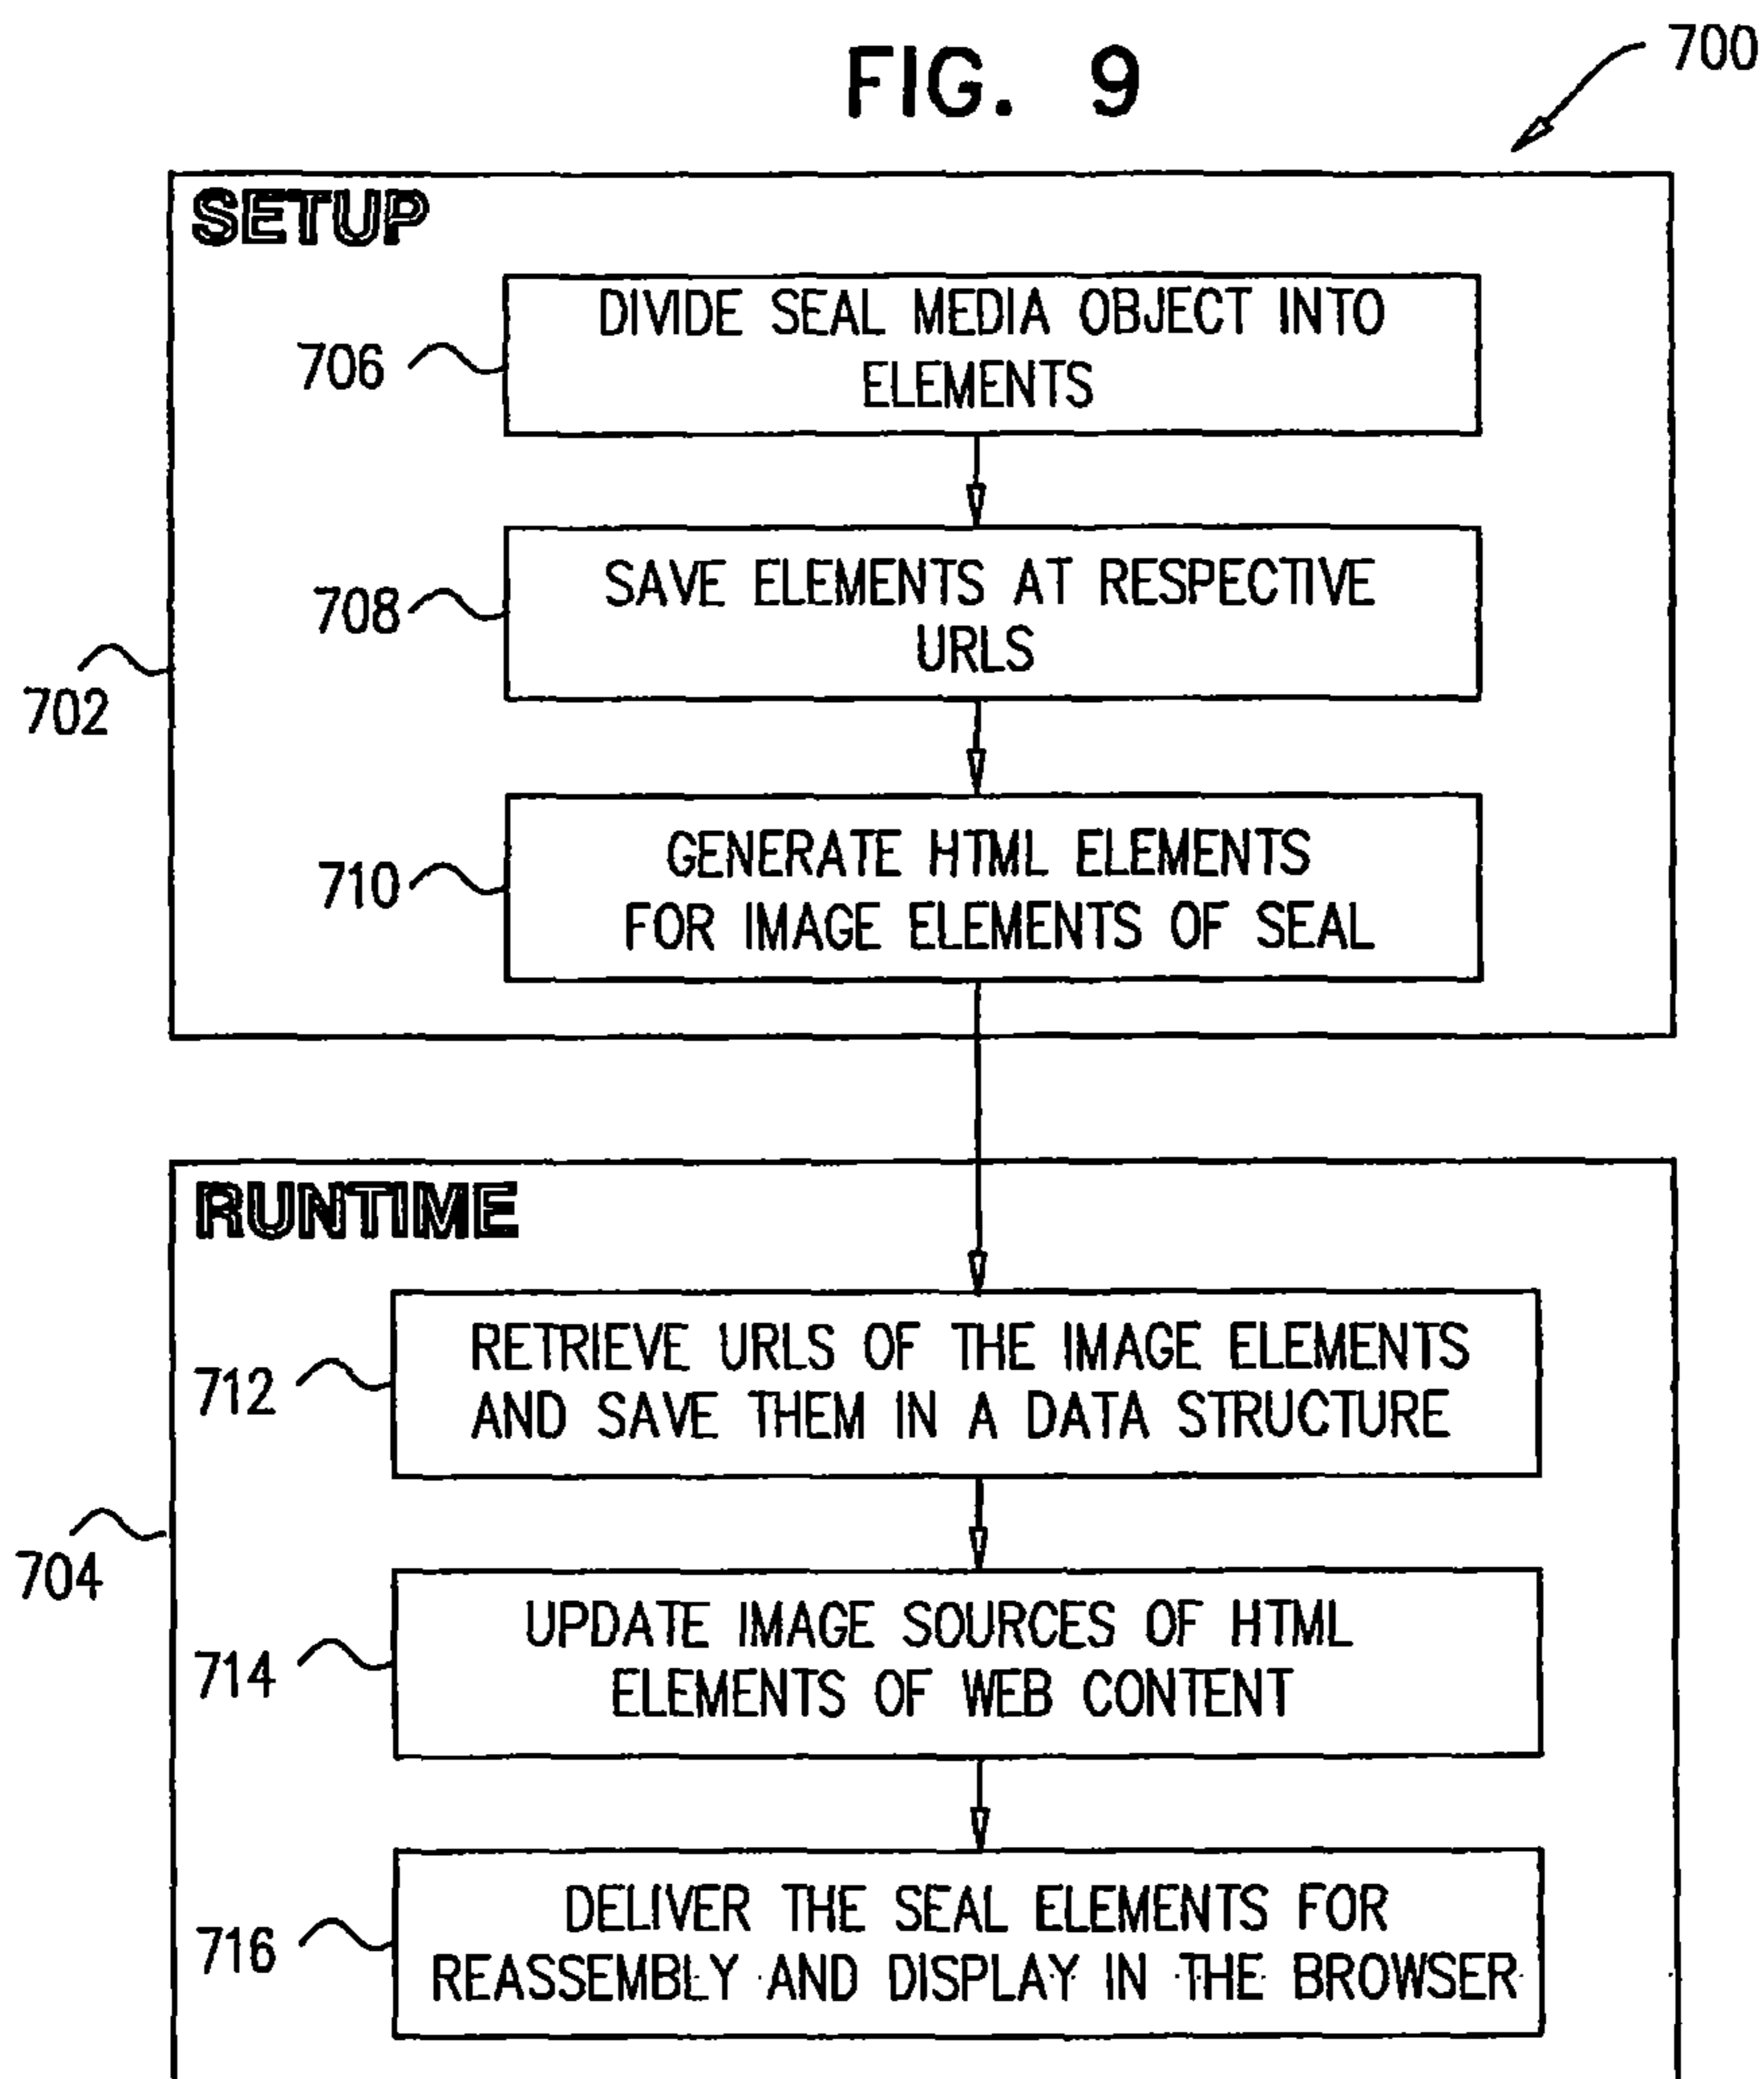 FIG. 9
700
SETUP
DIVIDE SEAL MEDIA OBJECT INTO
ELEMENTS
706
SAVE ELEMENTS AT RESPECTIVE
URLS
708
702
GENERATE HTML ELEMENTS
FOR IMAGE ELEMENTS OF SEAL
710
RUNTIME
RETRIEVE URLS OF THE IMAGE ELEMENTS
AND SAVE THEM IN A DATA STRUCTURE
712
704
UPDATE IMAGE SOURCES OF HTML
ELEMENTS OF WEB CONTENT
714
DELIVER THE SEAL ELEMENTS FOR
REASSEMBLY AND DISPLAY IN THE BROWSER
716